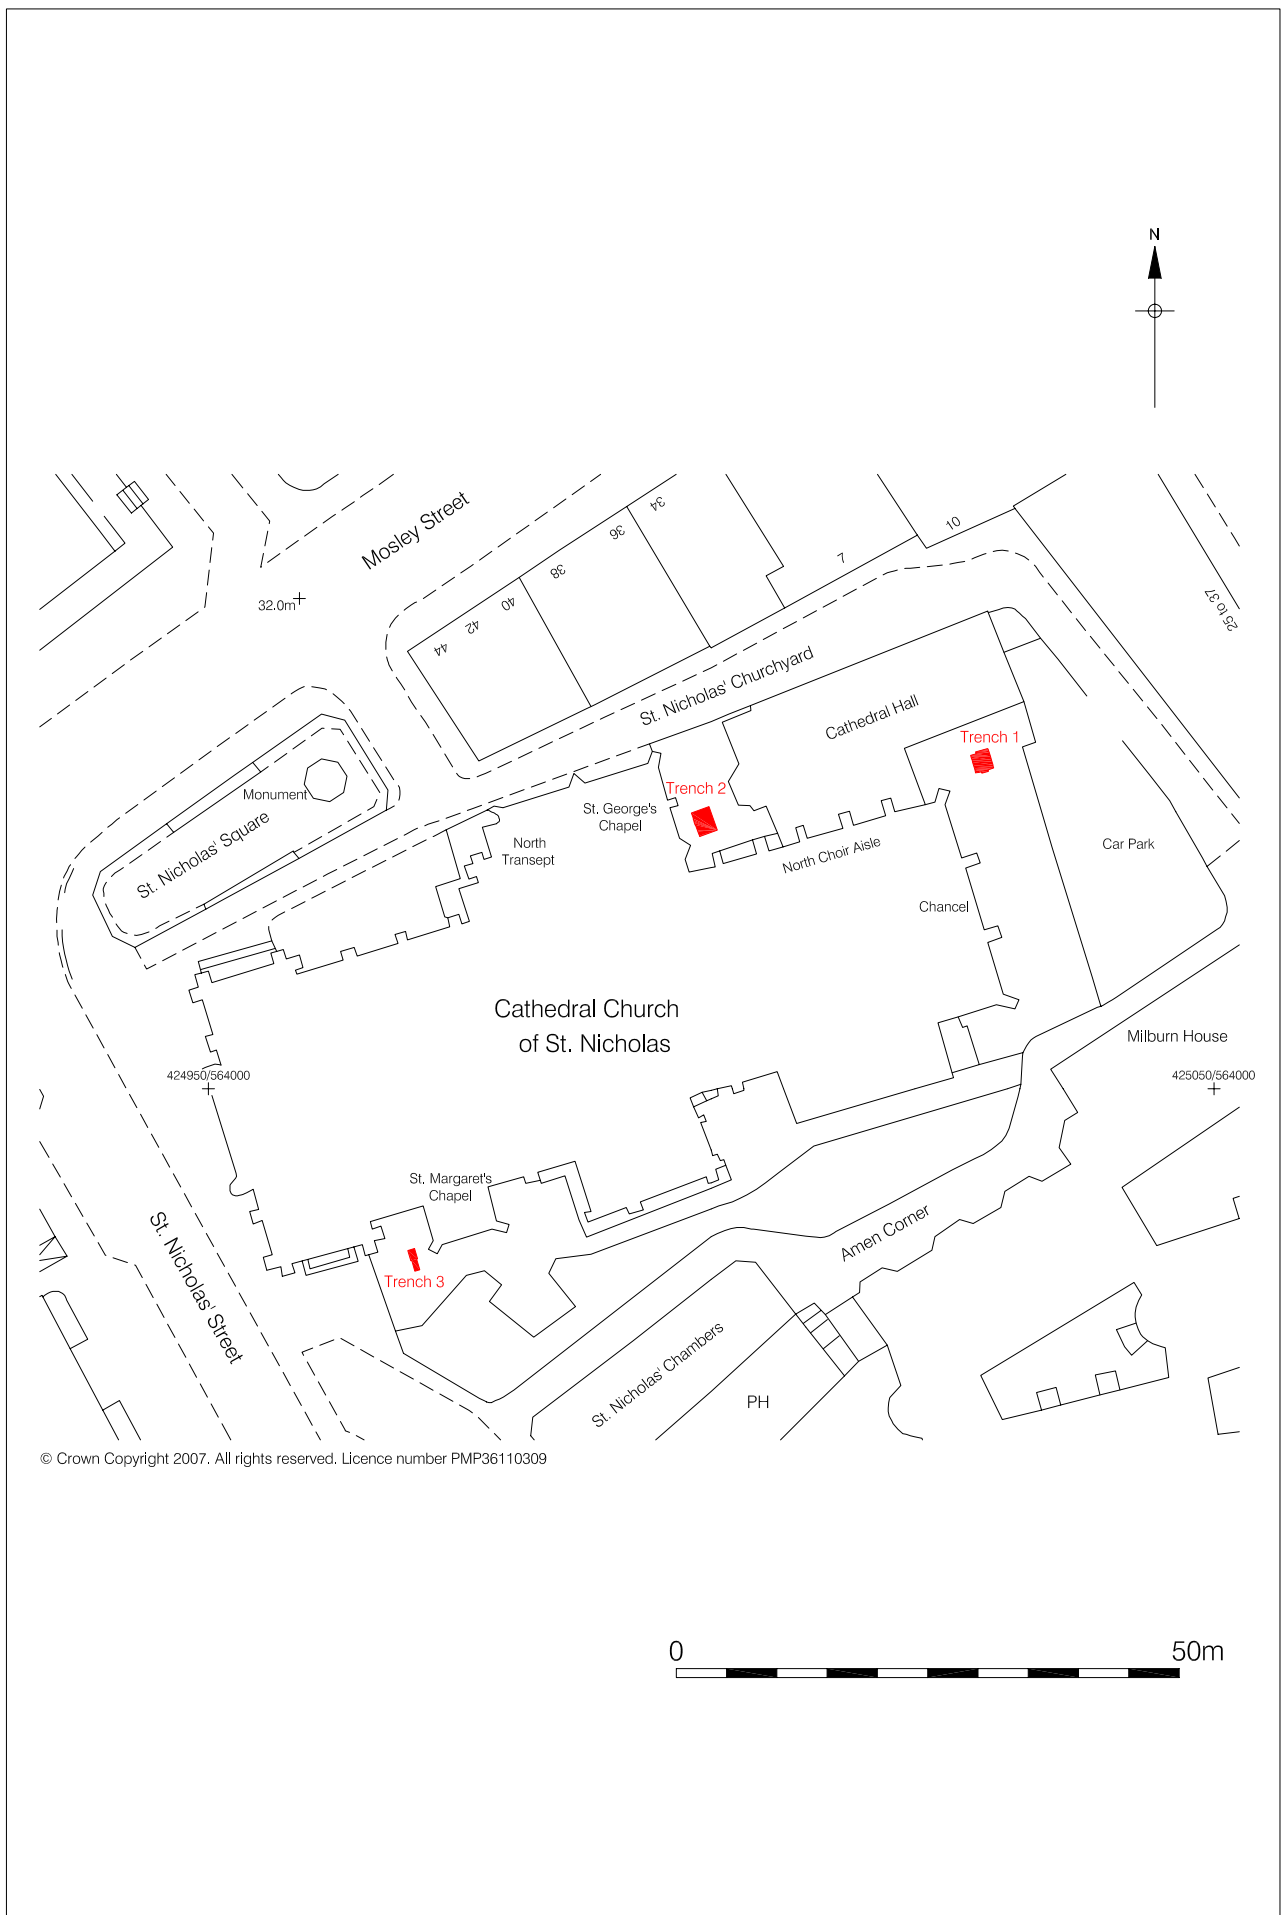 N
Mosley Street
34
36
38
40
42
44
7
10
25 to 37
32.0m
St. Nicholas' Churchyard
Cathedral Hall
Trench 1
Trench 2
Monument
St. George's
Chapel
St. Nicholas' Square
North
Transept
North Choir Aisle
Car Park
Chancel
Cathedral Church
of St. Nicholas
Milburn House
424950/564000
425050/564000
St. Margaret's
Chapel
St. Nicholas' Street
Amen Corner
Trench 3
St. Nicholas' Chambers
PH
© Crown Copyright 2007. All rights reserved. Licence number PMP36110309
0 50m